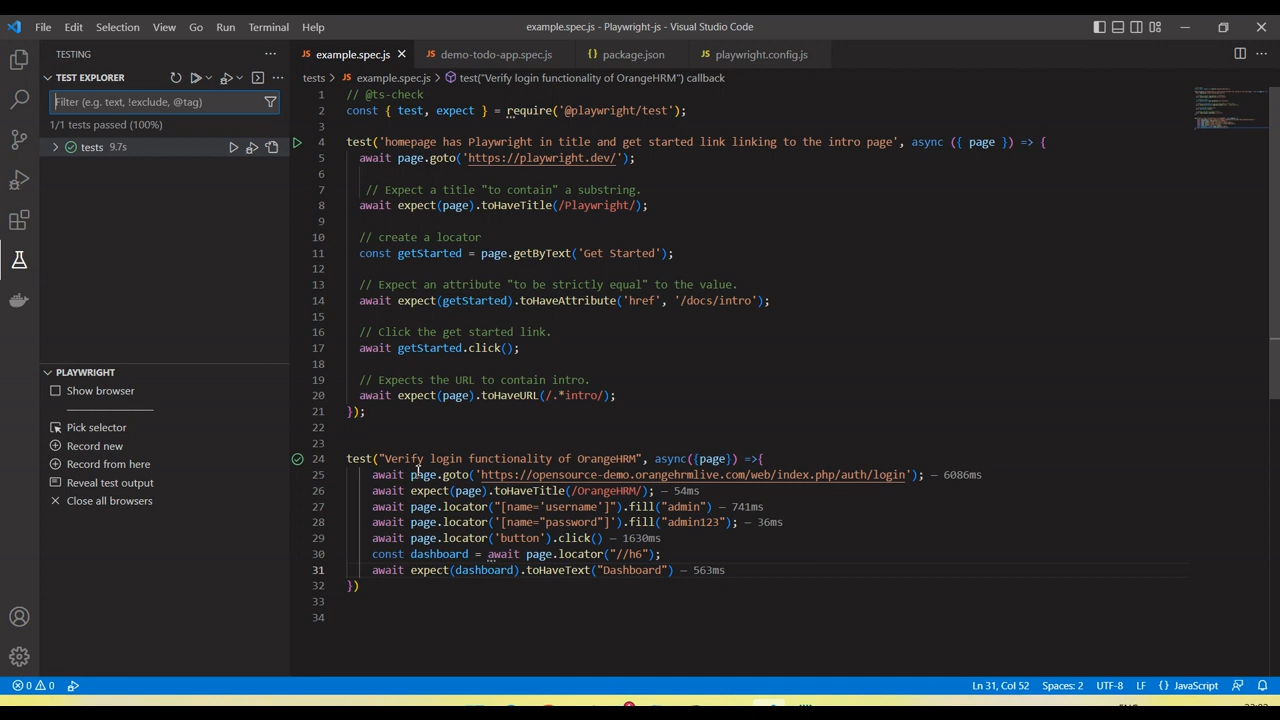 File Edit Selection View Go Run Terminal Help
example.spec.js - Playwright-js - Visual Studio Code
TESTING
TEST EXPLORER
Filter (e.g. text, !exclude, @tag)
1/1 tests passed (100%)
tests 9.7s
PLAYWRIGHT
Show browser
Pick selector
Record new
Record from here
Reveal test output
Close all browsers
example.spec.js demo-todo-app.spec.js package.json playwright.config.js
tests > example.spec.js > test("Verify login functionality of OrangeHRM") callback
1 // @ts-check
2 const { test, expect } = require('@playwright/test');
3
4 test('homepage has Playwright in title and get started link linking to the intro page', async ({ page }) => {
5 await page.goto('https://playwright.dev/');
6
7 // Expect a title "to contain" a substring.
8 await expect(page).toHaveTitle(/Playwright/);
9
10 // create a locator
11 const getStarted = page.getByText('Get Started');
12
13 // Expect an attribute "to be strictly equal" to the value.
14 await expect(getStarted).toHaveAttribute('href', '/docs/intro');
15
16 // Click the get started link.
17 await getStarted.click();
18
19 // Expects the URL to contain intro.
20 await expect(page).toHaveURL(/.*intro/);
21 });
22
23
24 test("Verify login functionality of OrangeHRM", async({page}) =>{
25 await page.goto('https://opensource-demo.orangehrmlive.com/web/index.php/auth/login'); — 6086ms
26 await expect(page).toHaveTitle(/OrangeHRM/); — 54ms
27 await page.locator("[name='username']").fill("admin") — 741ms
28 await page.locator('[name="password"]').fill("admin123"); — 36ms
29 await page.locator('button').click() — 1630ms
30 const dashboard = await page.locator("//h6");
31 await expect(dashboard).toHaveText("Dashboard") — 563ms
32 })
33
34
0 0
Ln 31, Col 52 Spaces: 2 UTF-8 LF { } JavaScript